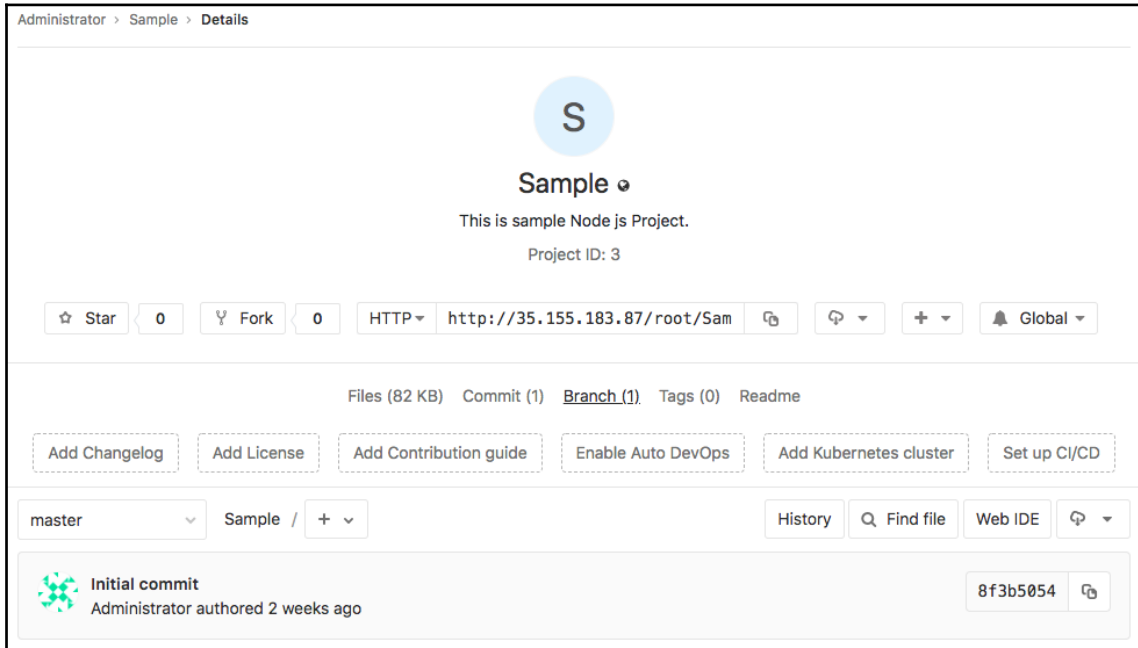 Administrator > Sample > Details
S
Sample
This is sample Node js Project.
Project ID: 3
Star 0 Fork 0 HTTP http://35.155.183.87/root/Sam + Global
Files (82 KB) Commit (1) Branch (1) Tags (0) Readme
Add Changelog Add License Add Contribution guide Enable Auto DevOps Add Kubernetes cluster Set up CI/CD
master Sample / + History Find file Web IDE
Initial commit
Administrator authored 2 weeks ago
8f3b5054